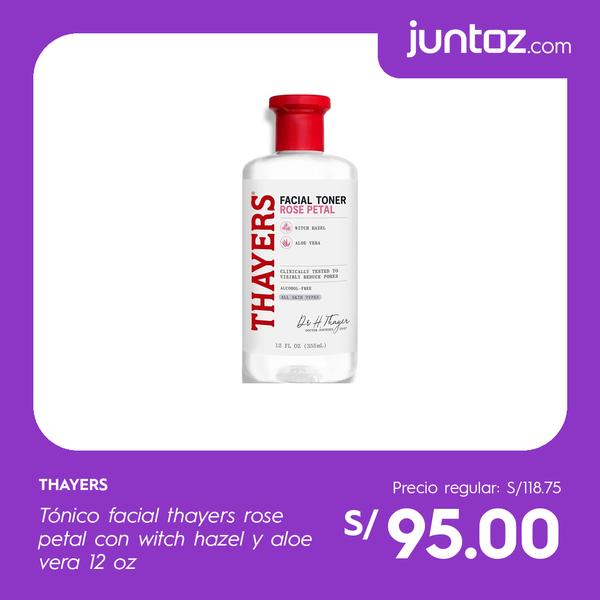 juntoz.com
THAYERS®
FACIAL TONER
ROSE PETAL
WITCH HAZEL
ALOE VERA
CLINICALLY TESTED TO
VISIBLY REDUCE PORES
ALCOHOL-FREE
ALL SKIN TYPES
Dr H. Thayer
12 FL OZ (355mL)
THAYERS
Precio regular: S/118.75
Tónico facial thayers rose
petal con witch hazel y aloe
vera 12 oz
S/ 95.00